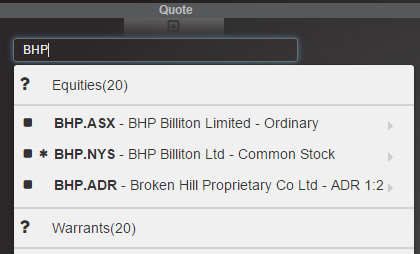 Quote
BHP
? Equities(20)
BHP.ASX - BHP Billiton Limited - Ordinary
* BHP.NYS - BHP Billiton Ltd - Common Stock
BHP.ADR - Broken Hill Proprietary Co Ltd - ADR 1:2
? Warrants(20)